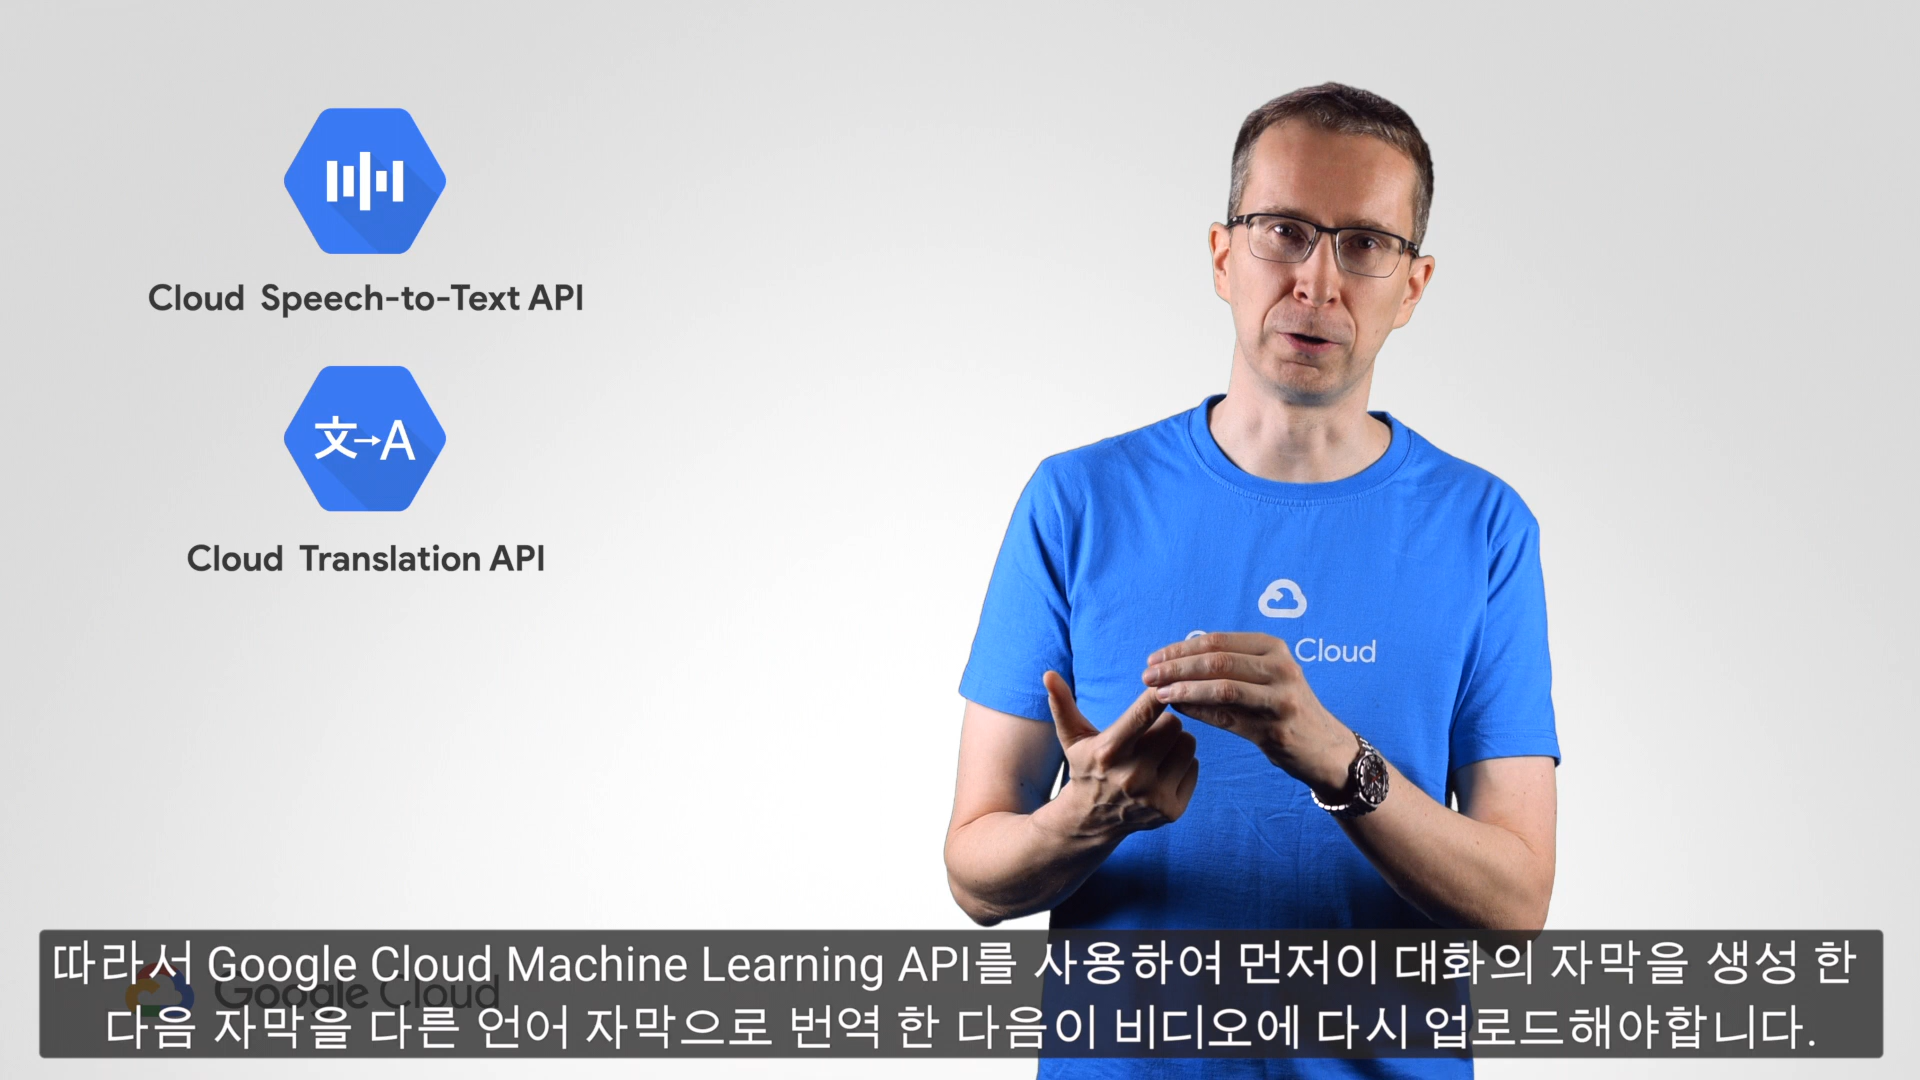 Cloud Speech-to-Text API
文→A
Cloud Translation API
Cloud
Google Cloud
따라서 Google Cloud Machine Learning API를 사용하여 먼저이 대화의 자막을 생성 한
다음 자막을 다른 언어 자막으로 번역 한 다음이 비디오에 다시 업로드해야합니다.